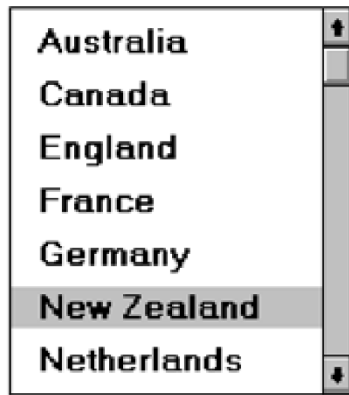 Australia
Canada
England
France
Germany
New Zealand
Netherlands